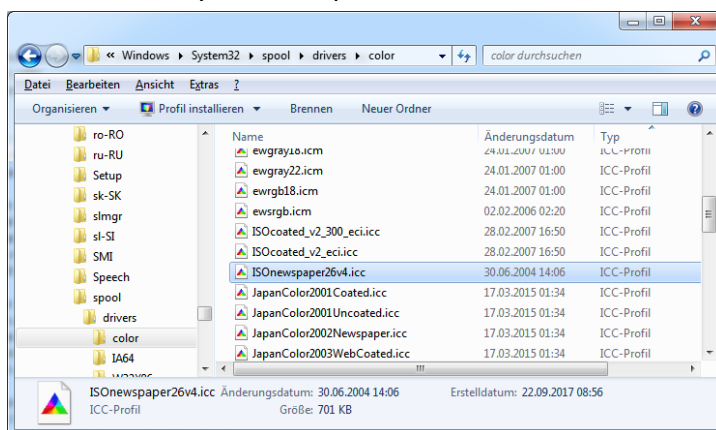 « Windows ▸ System32 ▸ spool ▸ drivers ▸ color
color durchsuchen
Datei Bearbeiten Ansicht Extras ?
Organisieren Profil installieren Brennen Neuer Ordner
ro-RO
ru-RU
Setup
sk-SK
slmgr
sl-SI
SMI
Speech
spool
drivers
color
IA64
Name Änderungsdatum Typ
ewgray18.icm 24.01.2007 01:00 ICC-Profil
ewgray22.icm 24.01.2007 01:00 ICC-Profil
ewrgb18.icm 24.01.2007 01:00 ICC-Profil
ewsrgb.icm 02.02.2006 02:20 ICC-Profil
ISOcoated_v2_300_eci.icc 28.02.2007 16:50 ICC-Profil
ISOcoated_v2_eci.icc 28.02.2007 16:50 ICC-Profil
ISOnewspaper26v4.icc 30.06.2004 14:06 ICC-Profil
JapanColor2001Coated.icc 17.03.2015 01:34 ICC-Profil
JapanColor2001Uncoated.icc 17.03.2015 01:34 ICC-Profil
JapanColor2002Newspaper.icc 17.03.2015 01:34 ICC-Profil
JapanColor2003WebCoated.icc 17.03.2015 01:34 ICC-Profil
ISOnewspaper26v4.icc Änderungsdatum: 30.06.2004 14:06 Erstelldatum: 22.09.2017 08:56
ICC-Profil Größe: 701 KB